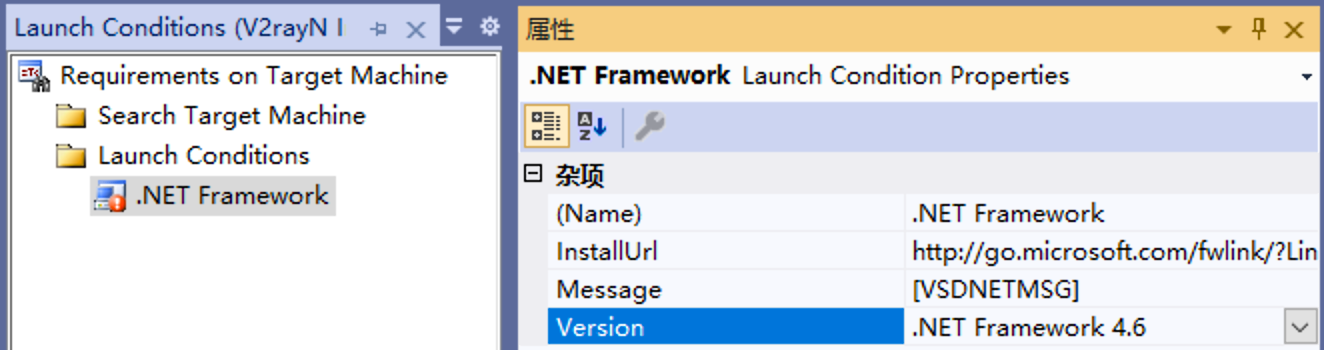 Launch Conditions (V2rayN I
Requirements on Target Machine
Search Target Machine
Launch Conditions
.NET Framework
属性
.NET Framework Launch Condition Properties
杂项
(Name) .NET Framework
InstallUrl http://go.microsoft.com/fwlink/?Lin
Message [VSDNETMSG]
Version .NET Framework 4.6